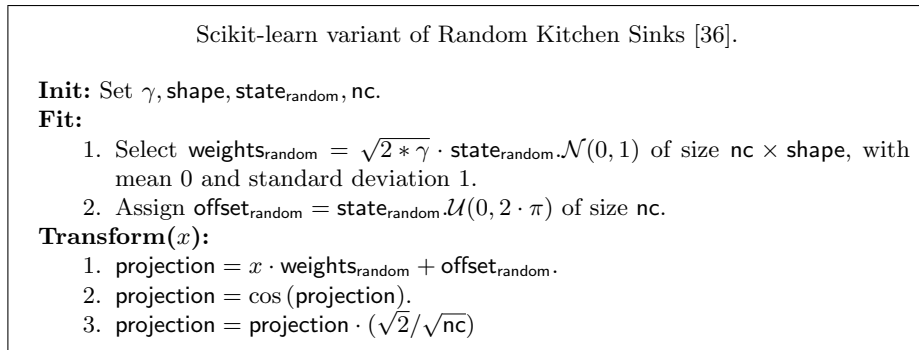 Scikit-learn variant of Random Kitchen Sinks [36].
Init: Set γ, shape, state_random, nc.
Fit:
1. Select weights_random = √(2 ∗ γ) · state_random.𝒩(0, 1) of size nc × shape, with
mean 0 and standard deviation 1.
2. Assign offset_random = state_random.𝒰(0, 2 · π) of size nc.
Transform(x):
1. projection = x · weights_random + offset_random.
2. projection = cos (projection).
3. projection = projection · (√2/√nc)